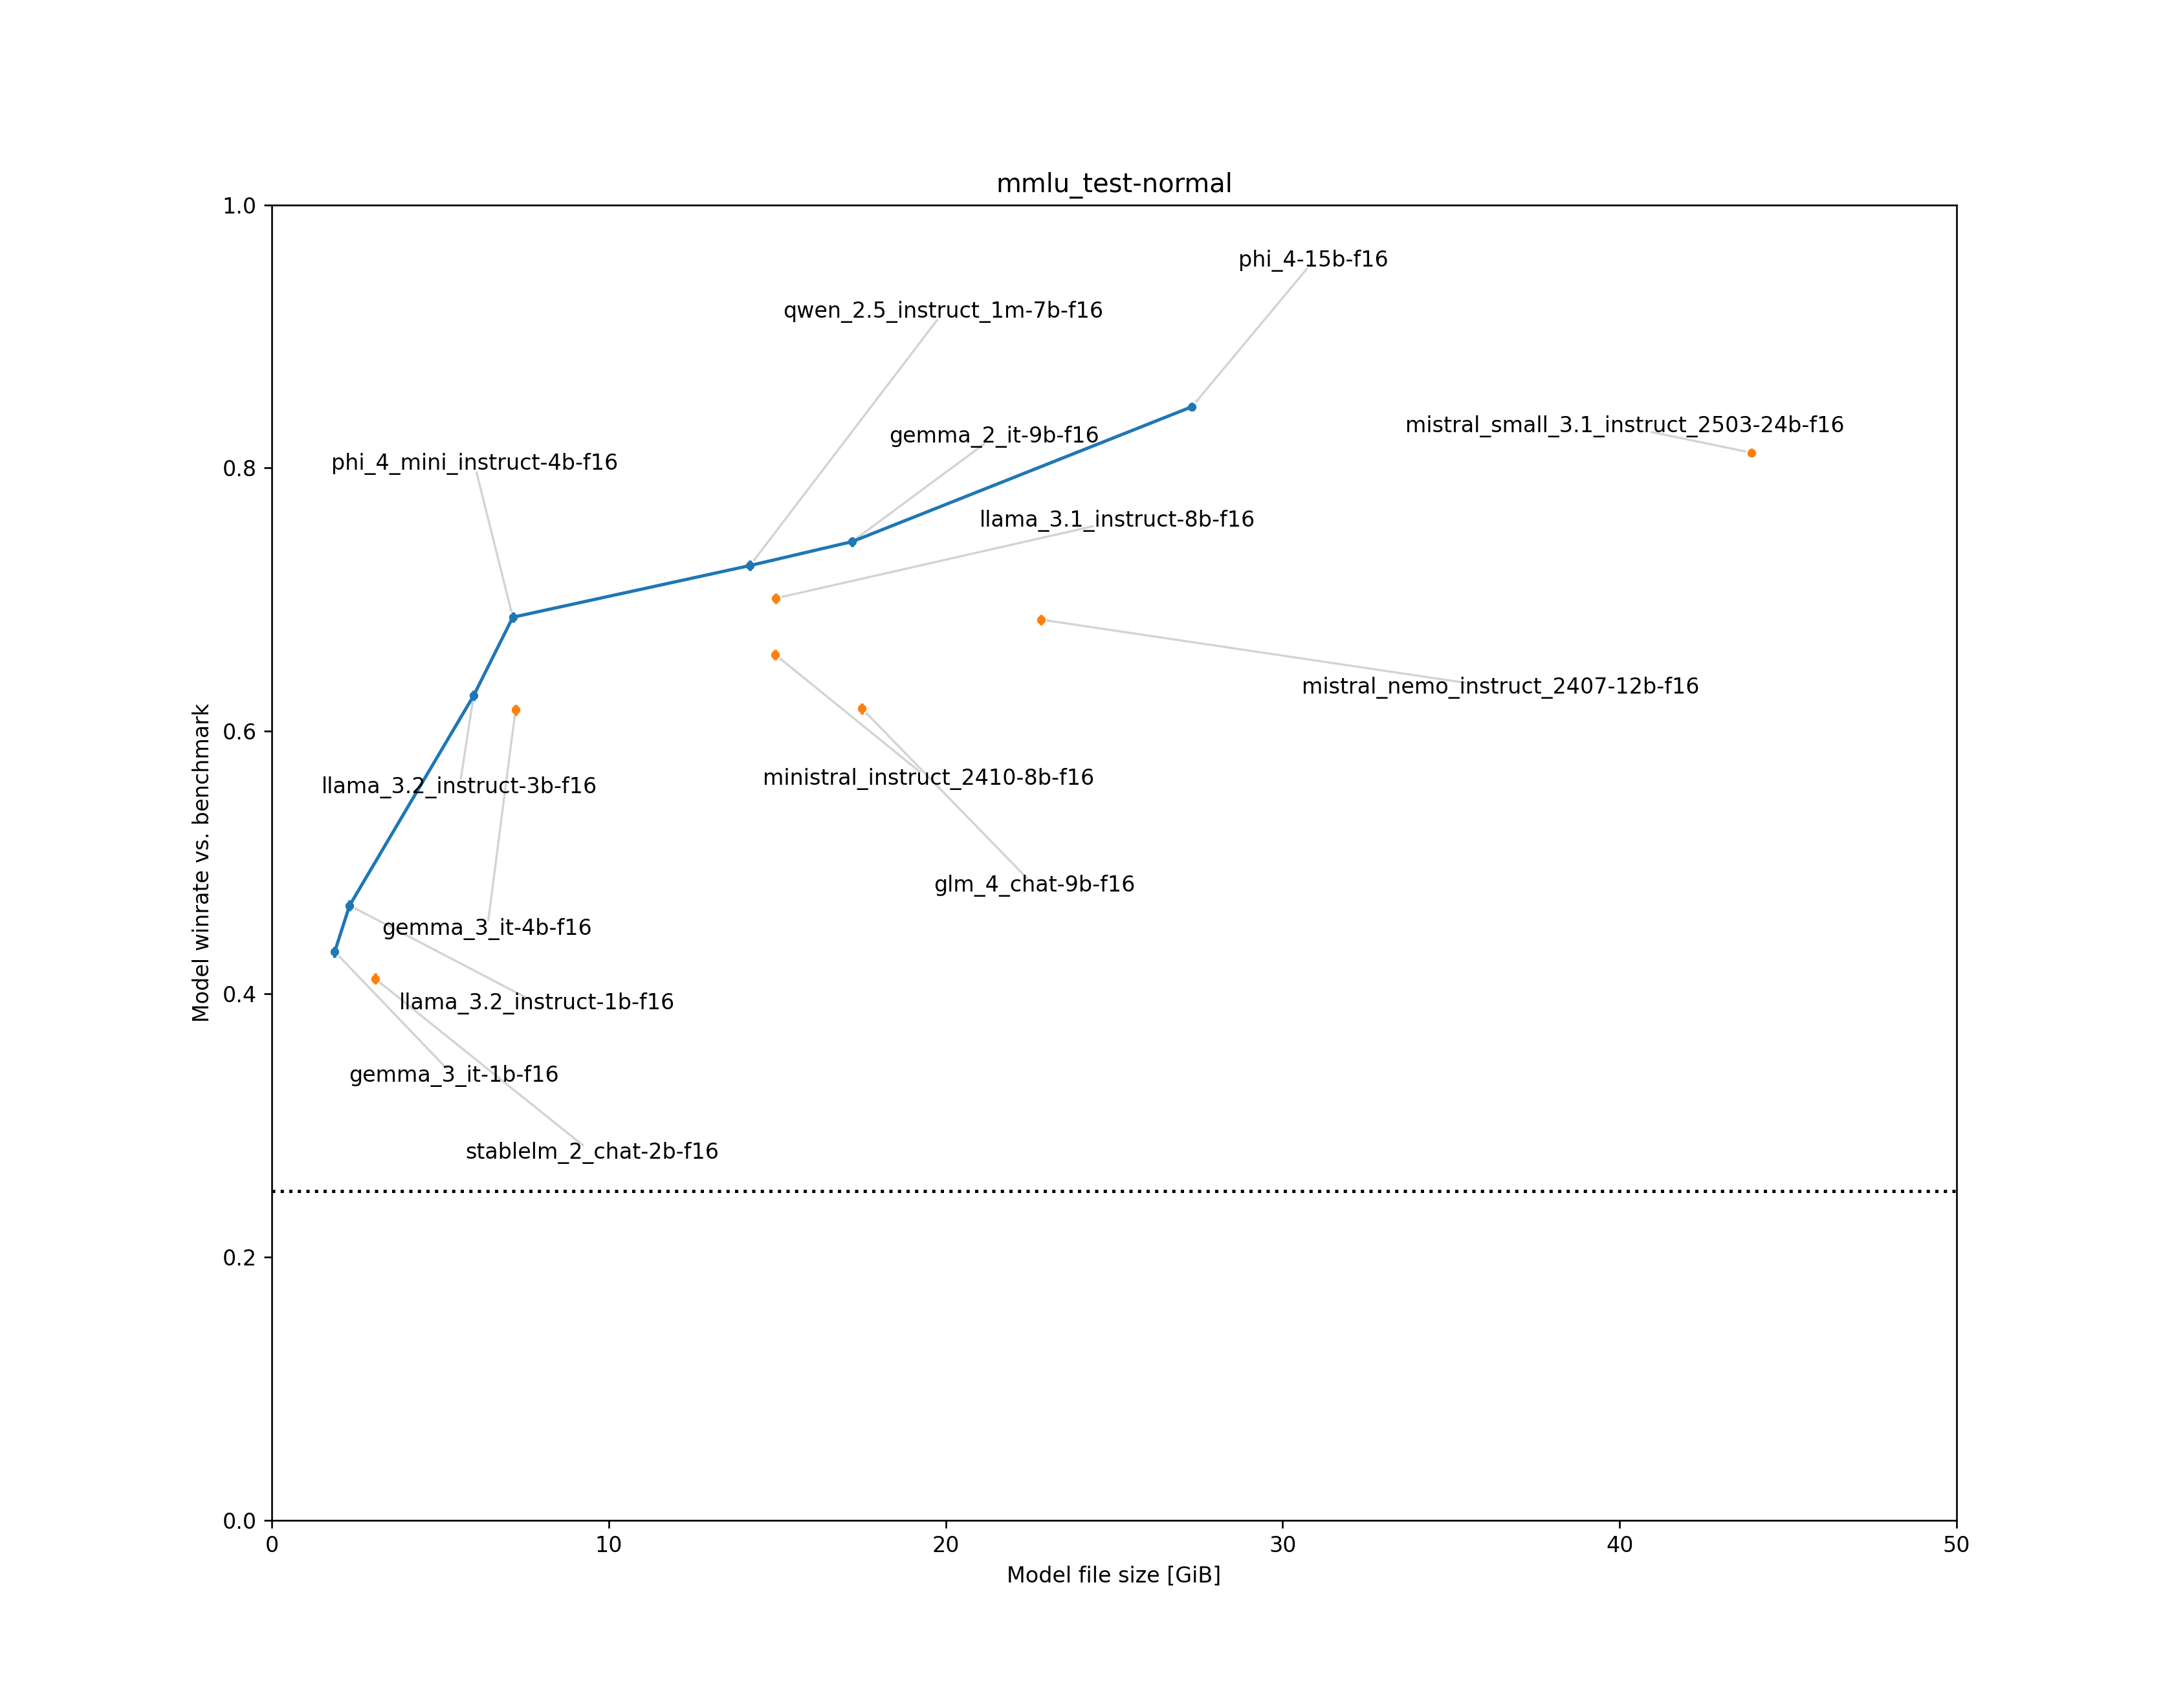 mmlu_test-normal
1.0
phi_4-15b-f16
qwen_2.5_instruct_1m-7b-f16
mistral_small_3.1_instruct_2503-24b-f16
gemma_2_it-9b-f16
phi_4_mini_instruct-4b-f16
0.8
llama_3.1_instruct-8b-f16
mistral_nemo_instruct_2407-12b-f16
0.6
ministral_instruct_2410-8b-f16
llama_3.2_instruct-3b-f16
Model winrate vs. benchmark
glm_4_chat-9b-f16
gemma_3_it-4b-f16
0.4
llama_3.2_instruct-1b-f16
gemma_3_it-1b-f16
stablelm_2_chat-2b-f16
0.2
0.0
0 10 20 30 40 50
Model file size [GiB]